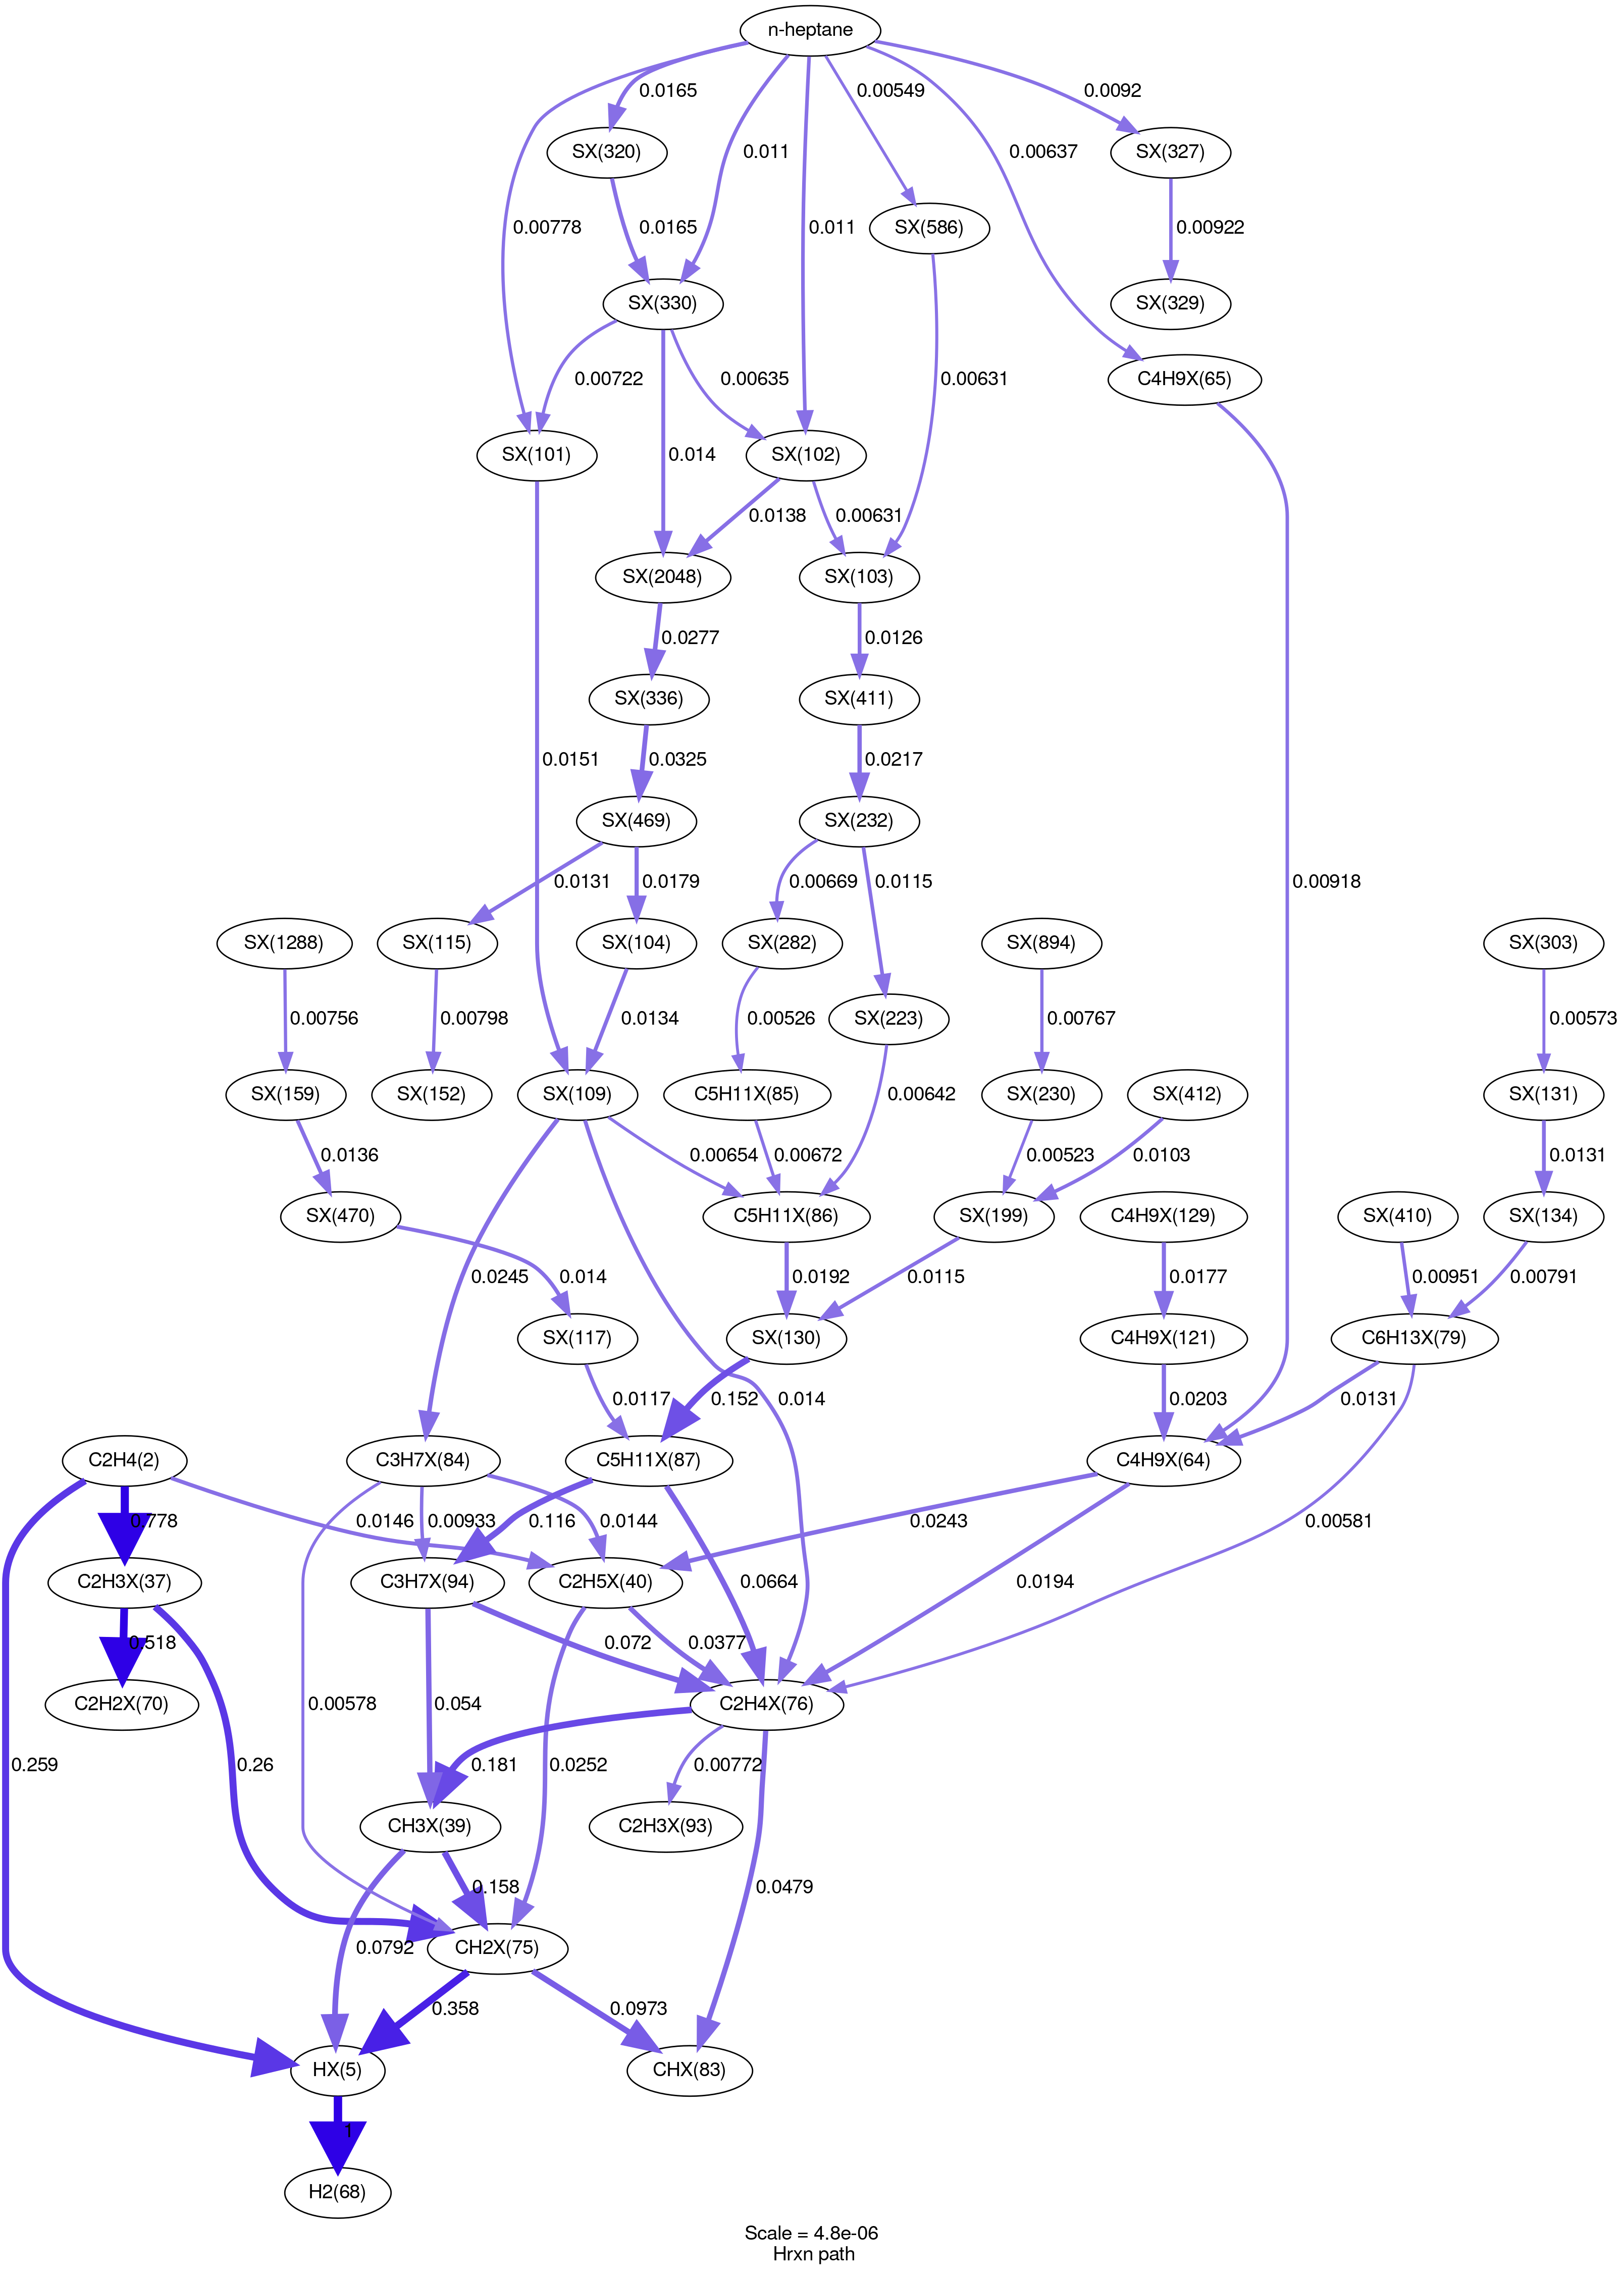 n-heptane
0.0165
0.0092
0.00549
0.011
0.00637
SX(320)
SX(327)
0.00778
0.0165
0.011
SX(586)
0.00922
SX(330)
SX(329)
0.00722
0.00635
0.00631
C4H9X(65)
SX(101)
0.014
SX(102)
0.0138
0.00631
SX(2048)
SX(103)
0.0277
0.0126
SX(336)
SX(411)
0.0151
0.0325
0.0217
SX(469)
SX(232)
0.0131
0.0179
0.00669
0.0115
0.00918
SX(1288)
SX(115)
SX(104)
SX(282)
SX(894)
SX(303)
0.00756
0.00798
0.0134
0.00526
SX(223)
0.00767
0.00573
SX(159)
SX(152)
SX(109)
C5H11X(85)
0.00642
SX(230)
SX(412)
SX(131)
0.0136
0.00654
0.00672
0.00523
0.0103
0.0131
SX(470)
C5H11X(86)
SX(199)
C4H9X(129)
SX(410)
SX(134)
0.0245
0.014
0.0192
0.0115
0.0177
0.00951
0.00791
SX(117)
SX(130)
C4H9X(121)
C6H13X(79)
0.0117
0.152
0.014
0.0203
0.0131
C2H4(2)
C3H7X(84)
C5H11X(87)
C4H9X(64)
0.778
0.0146
0.00933
0.116
0.0144
0.0243
0.00581
C2H3X(37)
C3H7X(94)
C2H5X(40)
0.0664
0.0194
0.518
0.072
0.0377
C2H2X(70)
0.00578
0.054
C2H4X(76)
0.259
0.26
0.181
0.0252
0.00772
CH3X(39)
C2H3X(93)
0.158
0.0479
0.0792
CH2X(75)
0.358
0.0973
HX(5)
CHX(83)
1
H2(68)
Scale = 4.8e-06
Hrxn path